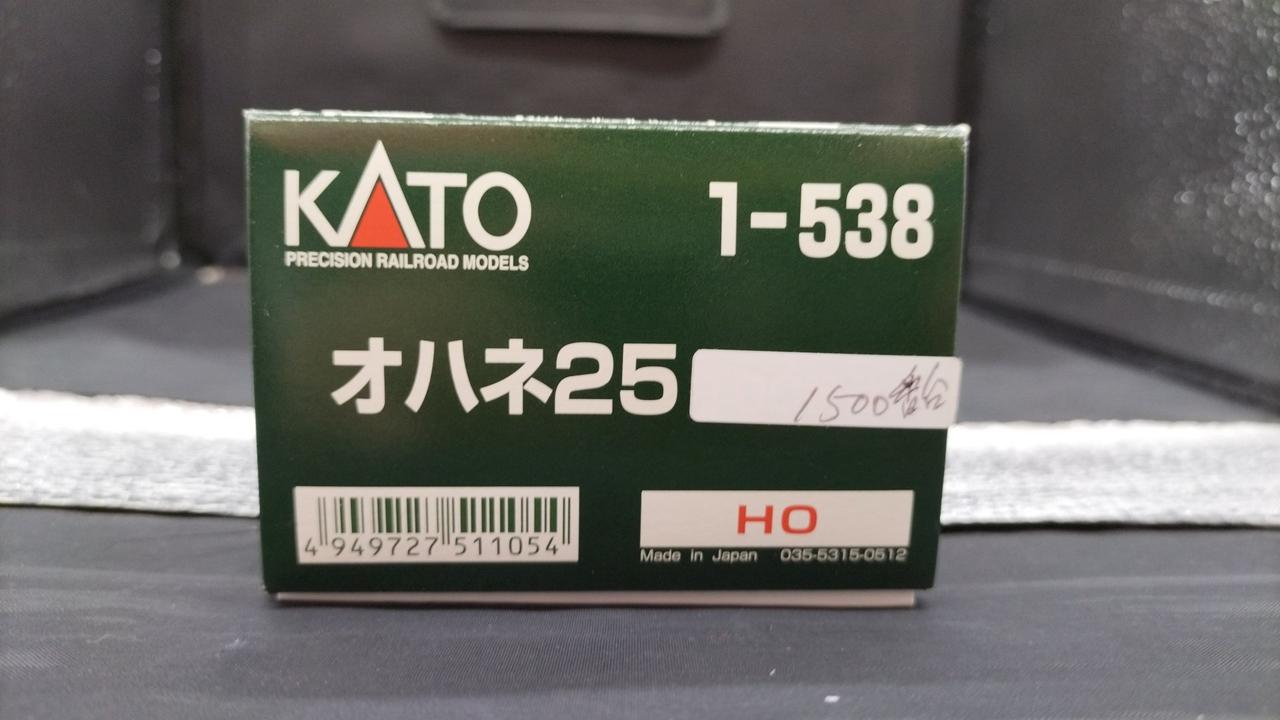 KATO
PRECISION RAILROAD MODELS
1-538
オハネ25
1500番台
4 949727 511054
HO
Made in Japan 035-5315-0512